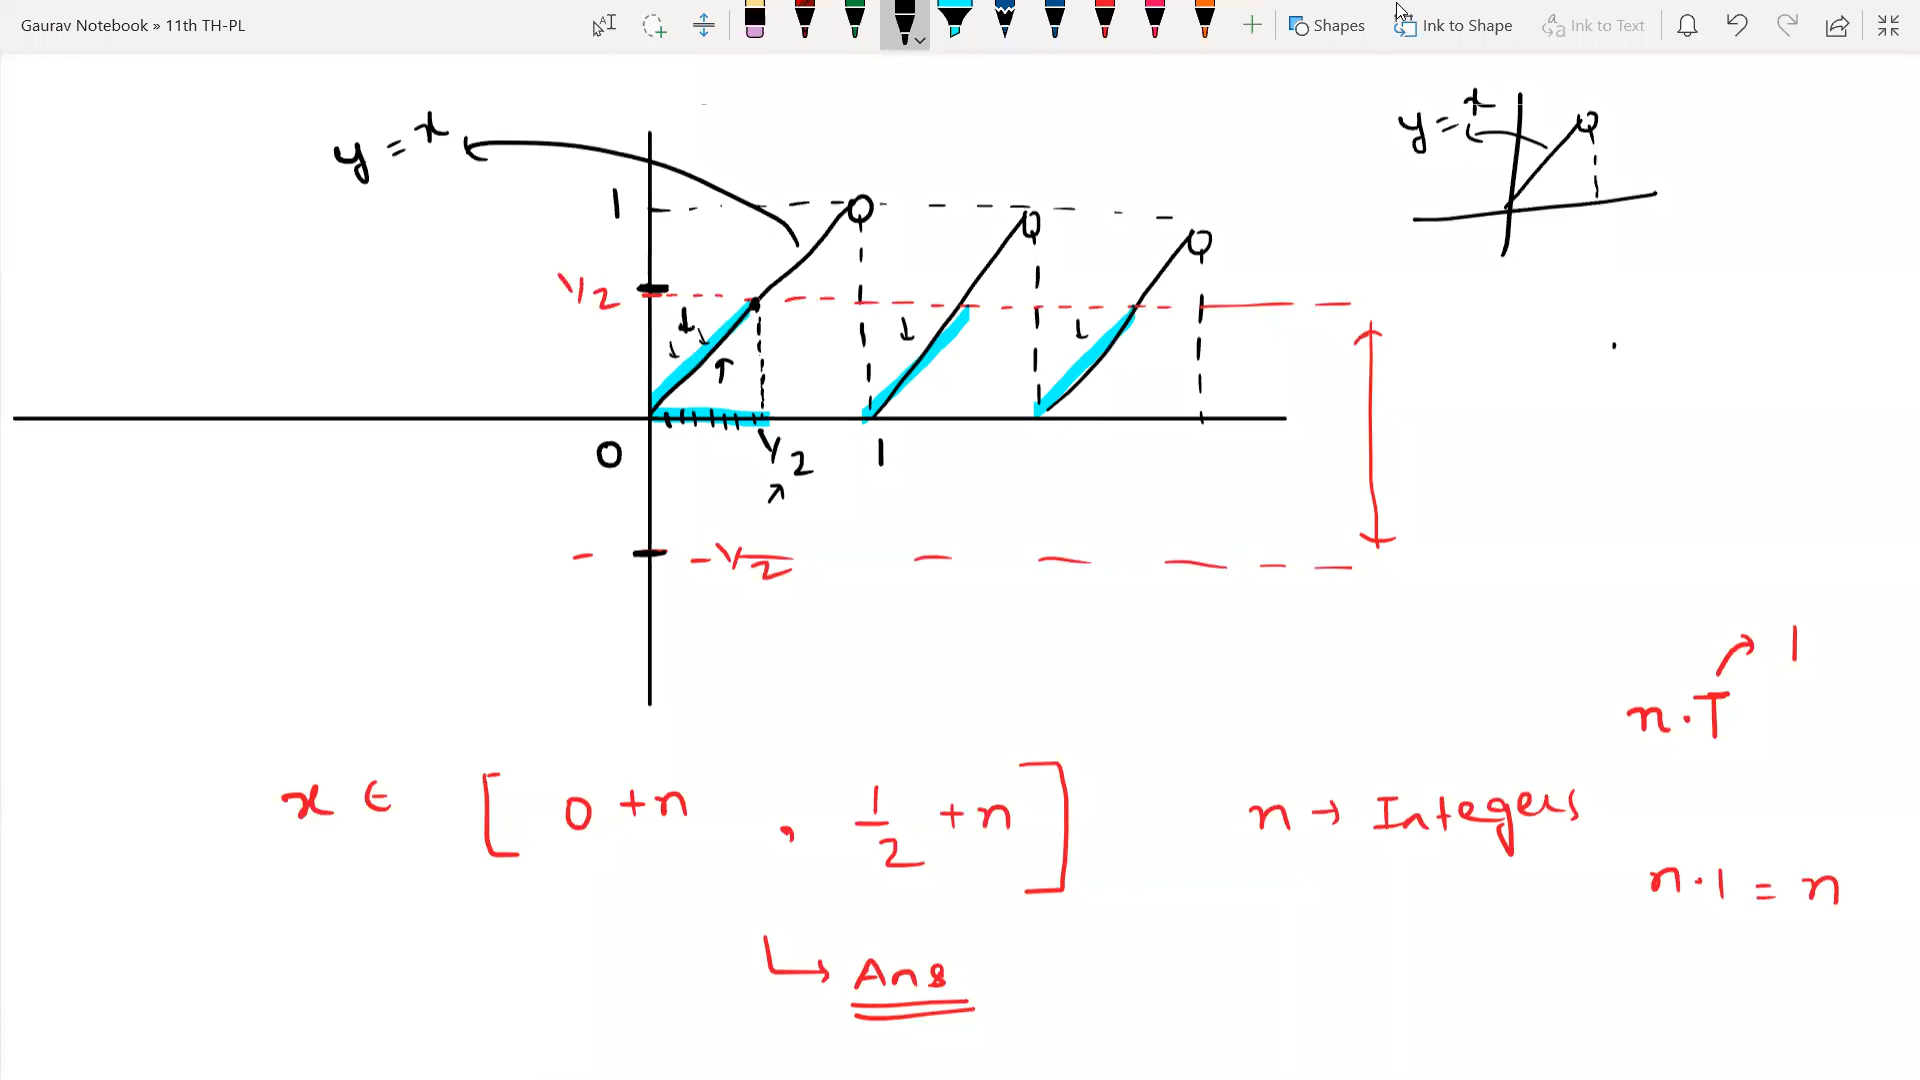 Gaurav Notebook » 11th TH-PL
Shapes
Ink to Shape
Ink to Text
y = x
y = x
1
1/2
0
1/2
1
-1/2
1
n . T
x ∈ [ 0 + n , 1/2 + n ]
n → Integers
n . 1 = n
↳ Ans